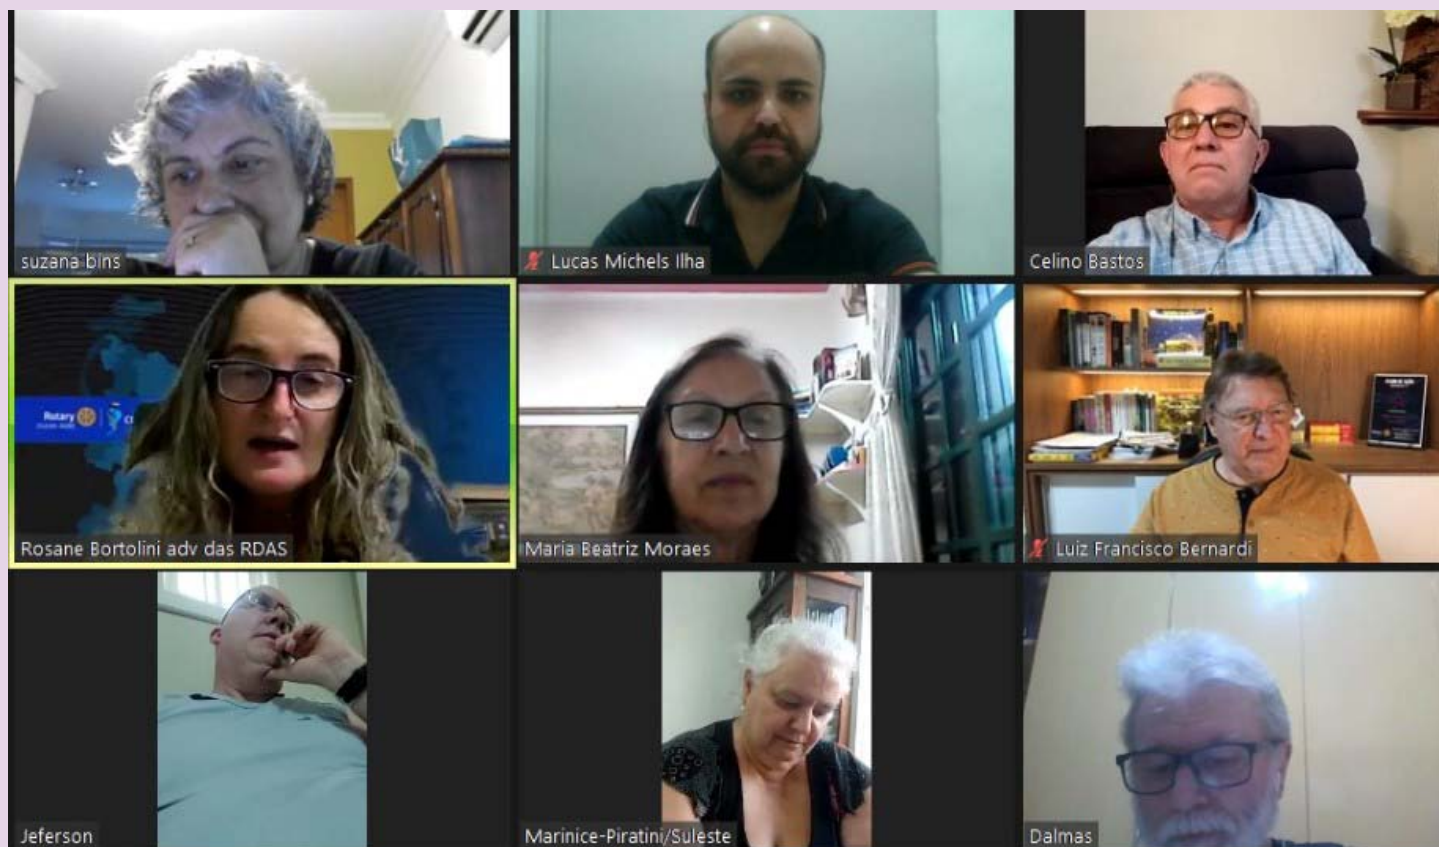 suzana bins
Lucas Michels Ilha
Celino Bastos
Rotary
Rosane Bortolini adv das RDAS
Maria Beatriz Moraes
Luiz Francisco Bernardi
Jeferson
Marinice-Piratini/Suleste
Dalmas